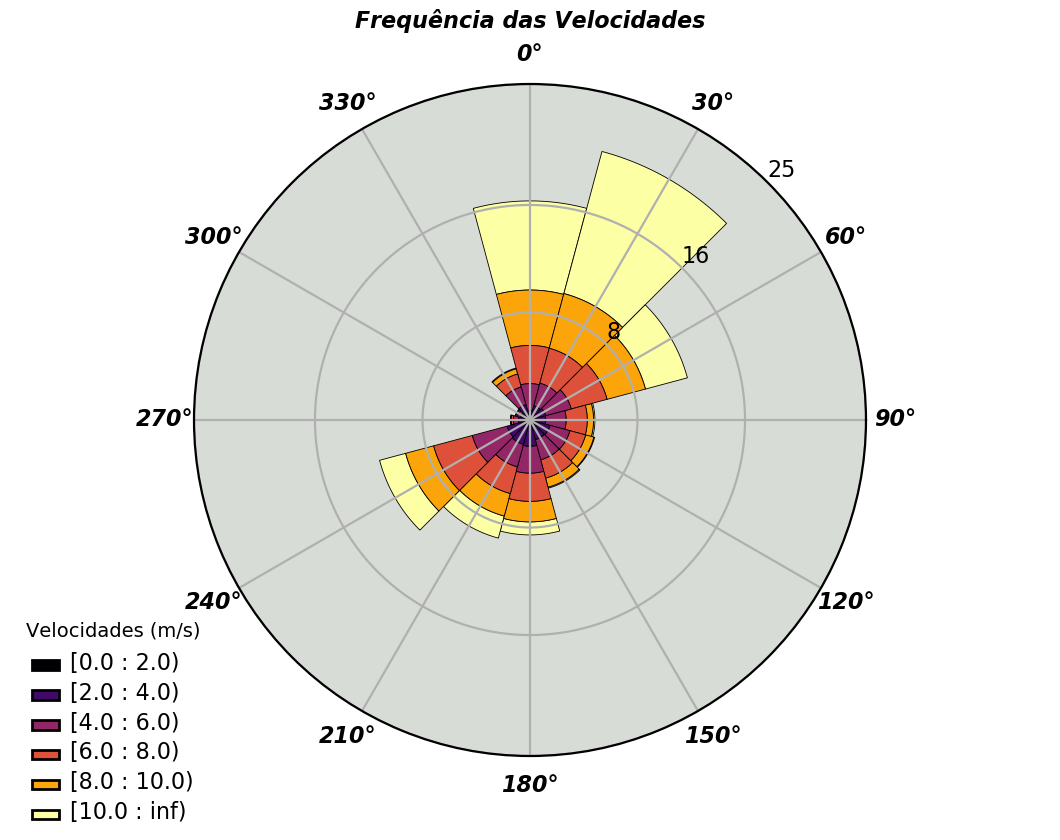 Frequência das Velocidades
0°
330°
30°
25
300°
60°
16
8
270°
90°
240°
120°
210°
150°
180°
Velocidades (m/s)
[0.0 : 2.0)
[2.0 : 4.0)
[4.0 : 6.0)
[6.0 : 8.0)
[8.0 : 10.0)
[10.0 : inf)